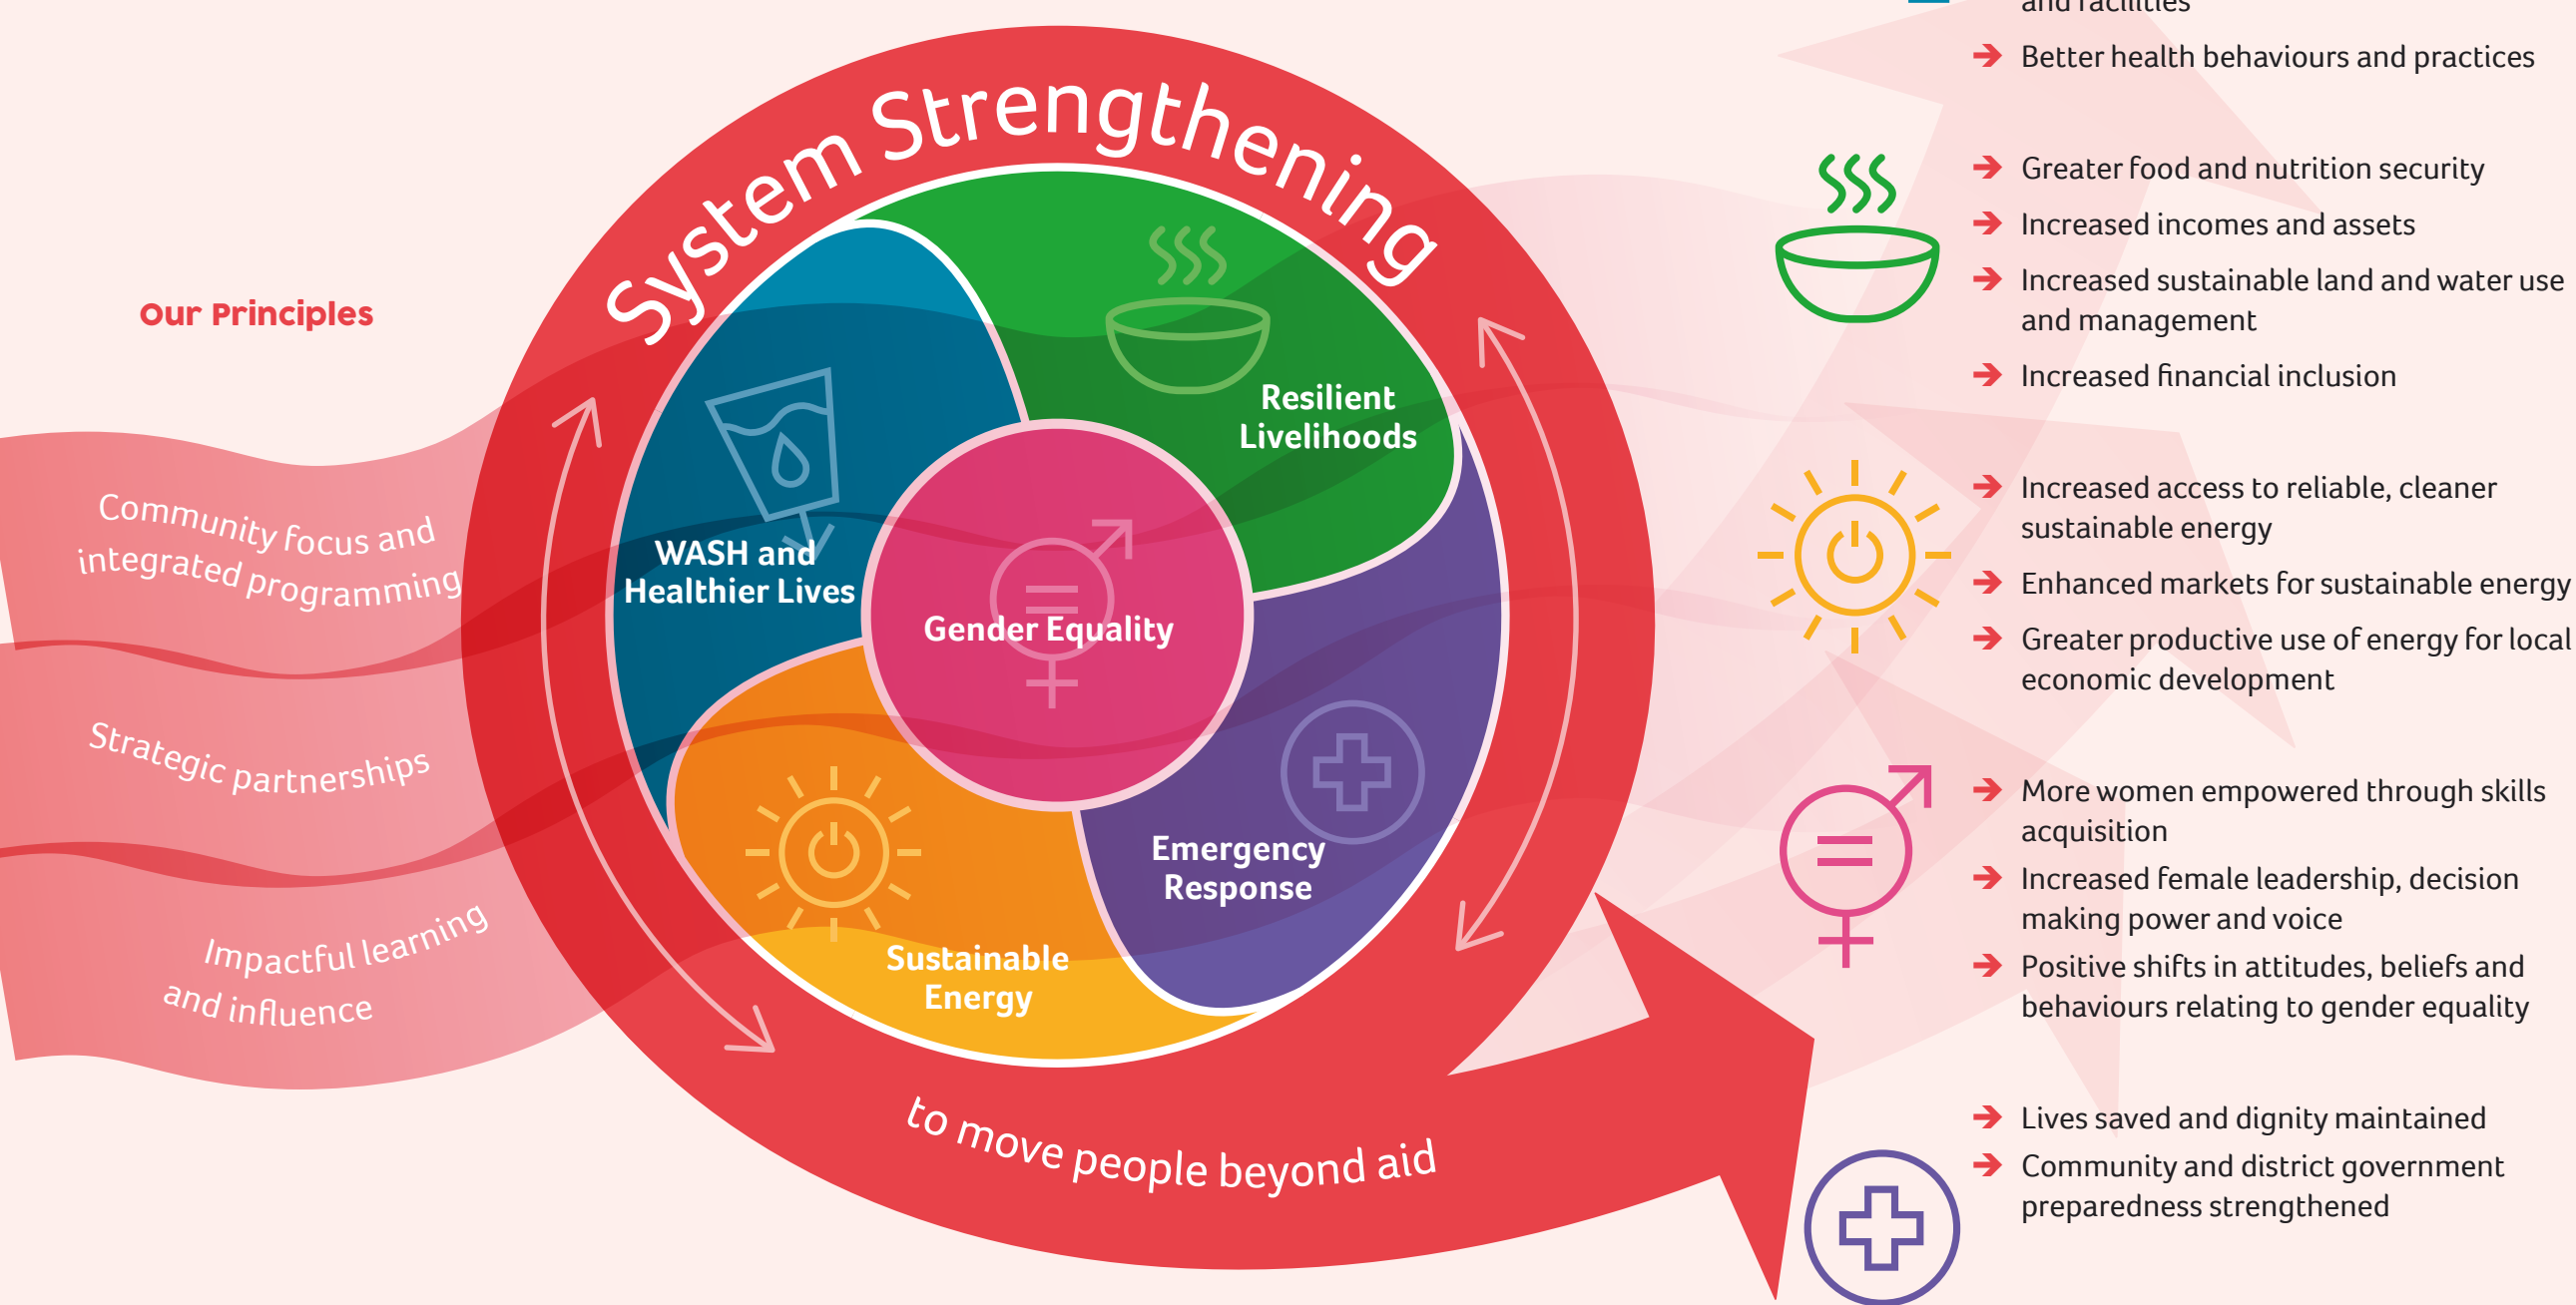 Our Principles
Community focus and
integrated programming
Strategic partnerships
Impactful learning
and influence
System Strengthening
Resilient
Livelihoods
WASH and
Healthier Lives
Gender Equality
Emergency
Response
Sustainable
Energy
to move people beyond aid
and facilities
Better health behaviours and practices
Greater food and nutrition security
Increased incomes and assets
Increased sustainable land and water use
and management
Increased financial inclusion
Increased access to reliable, cleaner
sustainable energy
Enhanced markets for sustainable energy
Greater productive use of energy for local
economic development
More women empowered through skills
acquisition
Increased female leadership, decision
making power and voice
Positive shifts in attitudes, beliefs and
behaviours relating to gender equality
Lives saved and dignity maintained
Community and district government
preparedness strengthened